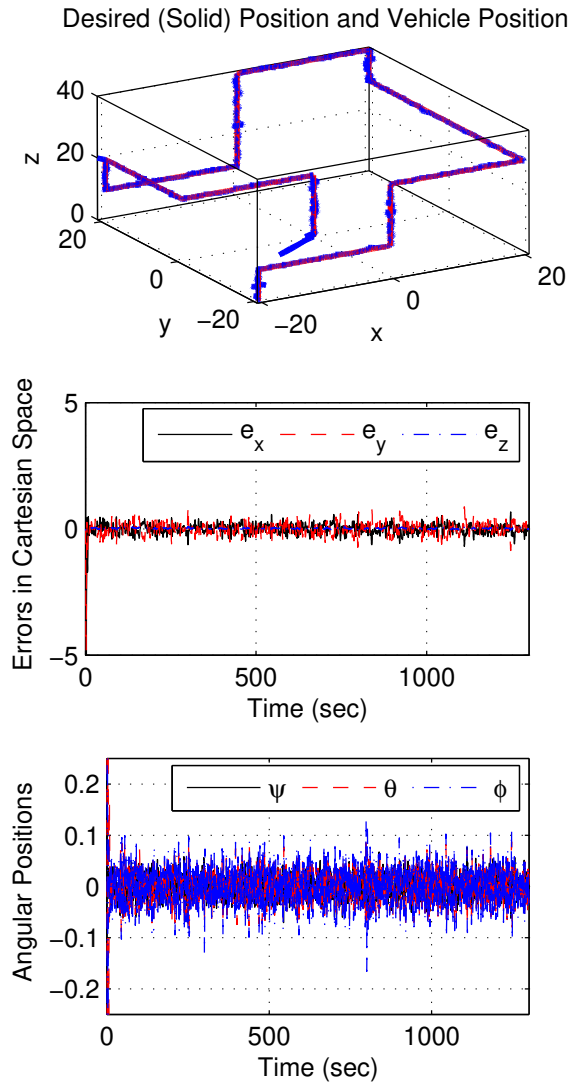 Desired (Solid) Position and Vehicle Position
40
20
0
z
20
0
−20
y
−20
0
20
x
5
0
−5
Errors in Cartesian Space
e_x e_y e_z
0 500 1000
Time (sec)
0.2
0.1
0
−0.1
−0.2
Angular Positions
ψ θ ϕ
0 500 1000
Time (sec)